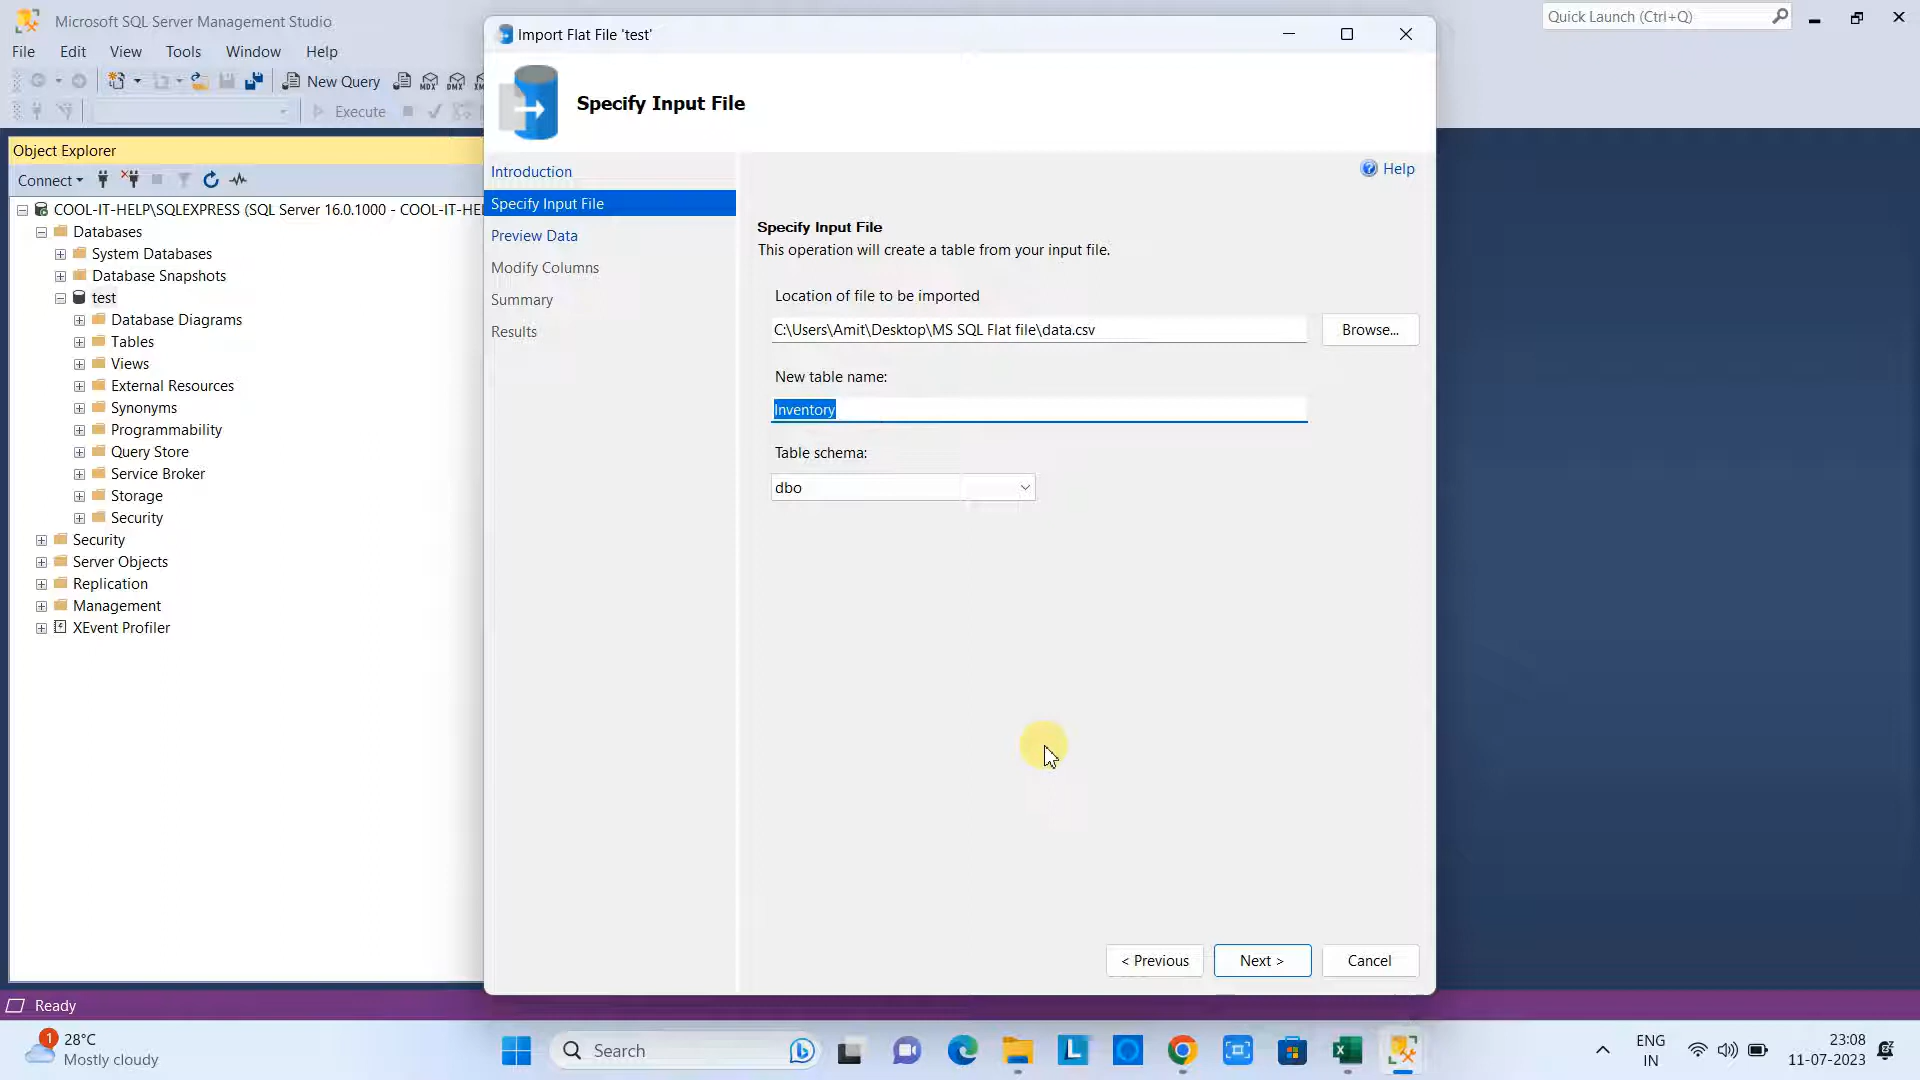 Microsoft SQL Server Management Studio
Quick Launch (Ctrl+Q)
File Edit View Tools Window Help
New Query
MDX DMX
Execute
Object Explorer
Connect
COOL-IT-HELP\SQLEXPRESS (SQL Server 16.0.1000 - COOL-IT-HE
Databases
System Databases
Database Snapshots
test
Database Diagrams
Tables
Views
External Resources
Synonyms
Programmability
Query Store
Service Broker
Storage
Security
Security
Server Objects
Replication
Management
XEvent Profiler
Import Flat File 'test'
Specify Input File
Introduction
Specify Input File
Preview Data
Modify Columns
Summary
Results
Help
Specify Input File
This operation will create a table from your input file.
Location of file to be imported
C:\Users\Amit\Desktop\MS SQL Flat file\data.csv
Browse...
New table name:
Inventory
Table schema:
dbo
< Previous
Next >
Cancel
Ready
1
28°C
Mostly cloudy
Search
ENG
IN
23:08
11-07-2023